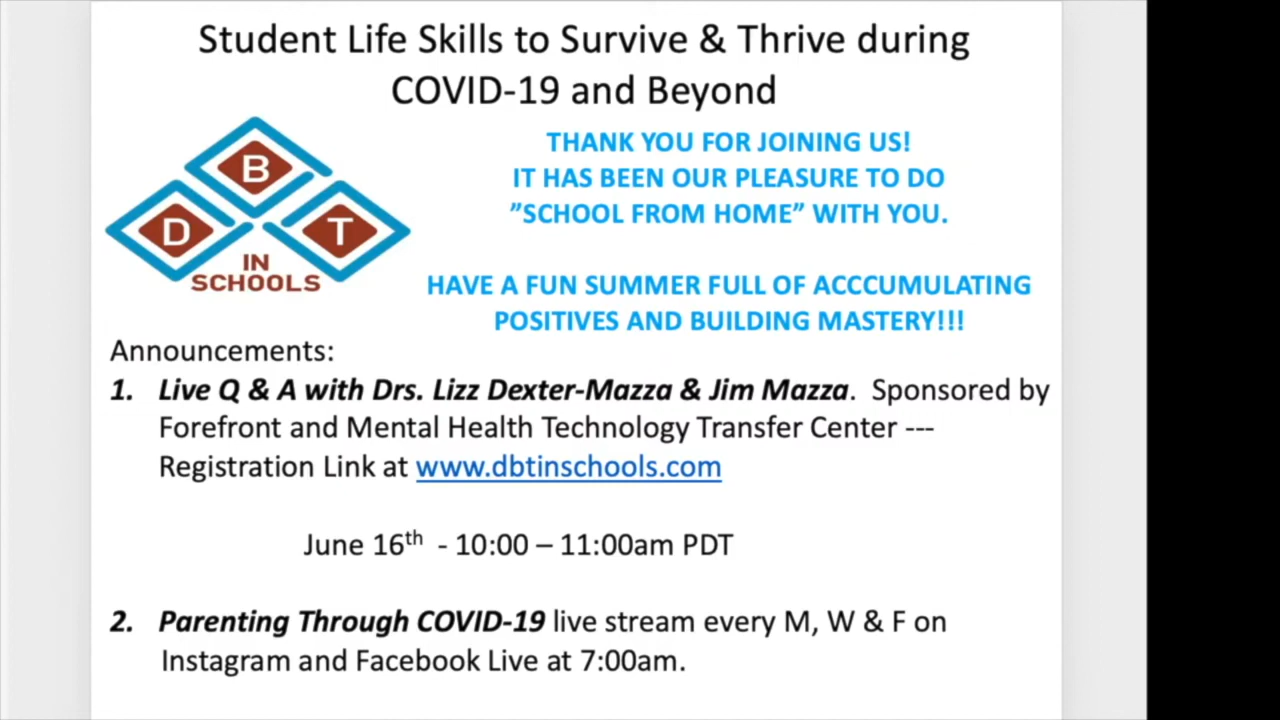 Student Life Skills to Survive & Thrive during
COVID-19 and Beyond
B
D T
IN
SCHOOLS
THANK YOU FOR JOINING US!
IT HAS BEEN OUR PLEASURE TO DO
”SCHOOL FROM HOME” WITH YOU.
HAVE A FUN SUMMER FULL OF ACCCUMULATING
POSITIVES AND BUILDING MASTERY!!!
Announcements:
1. Live Q & A with Drs. Lizz Dexter-Mazza & Jim Mazza. Sponsored by
Forefront and Mental Health Technology Transfer Center ---
Registration Link at www.dbtinschools.com
June 16th - 10:00 – 11:00am PDT
2. Parenting Through COVID-19 live stream every M, W & F on
Instagram and Facebook Live at 7:00am.